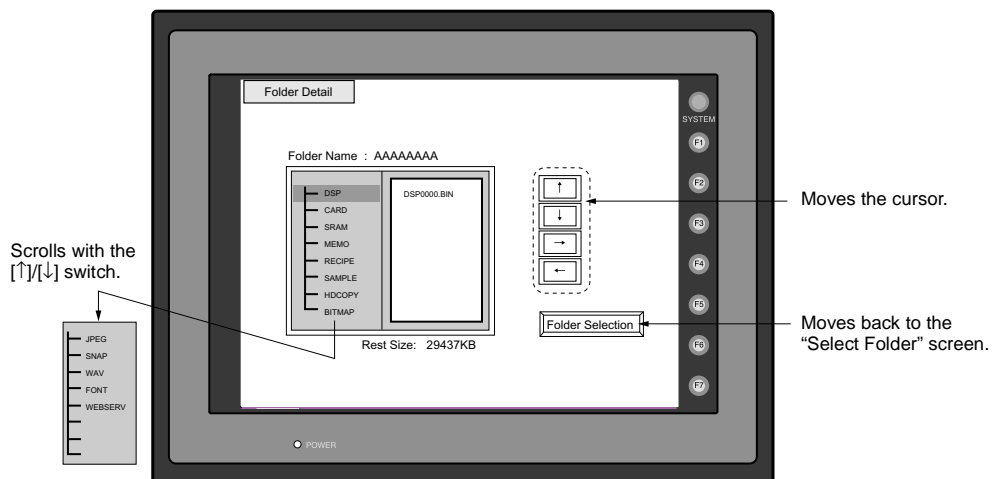 Folder Detail
SYSTEM
F1
F2
F3
F4
F5
F6
F7
Folder Name : AAAAAAAA
DSP
CARD
SRAM
MEMO
RECIPE
SAMPLE
HDCOPY
BITMAP
DSP0000.BIN
Rest Size: 29437KB
↑
↓
→
←
Folder Selection
Moves the cursor.
Moves back to the
“Select Folder” screen.
Scrolls with the
[↑]/[↓] switch.
JPEG
SNAP
WAV
FONT
WEBSERV
POWER